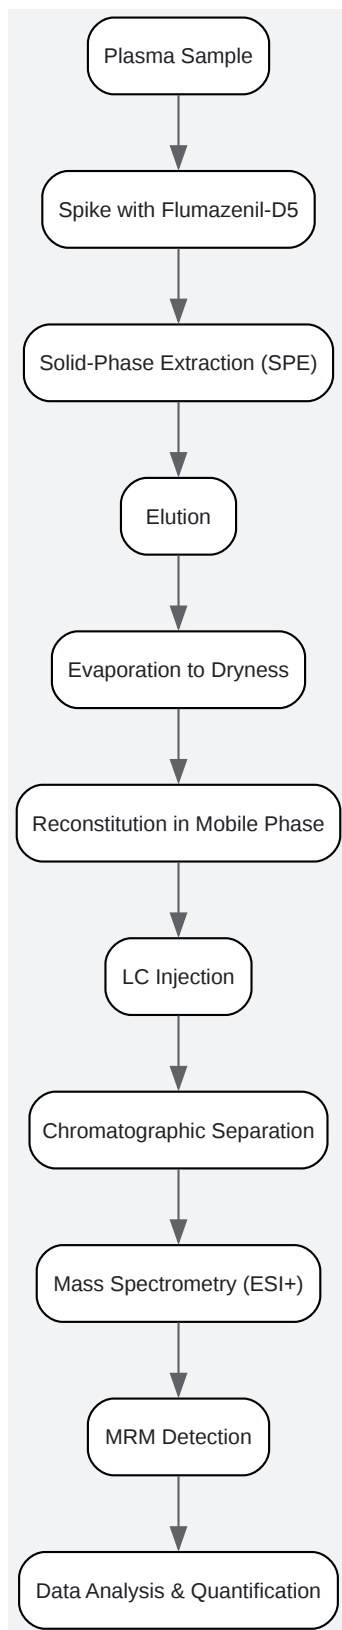 Plasma Sample
Spike with Flumazenil-D5
Solid-Phase Extraction (SPE)
Elution
Evaporation to Dryness
Reconstitution in Mobile Phase
LC Injection
Chromatographic Separation
Mass Spectrometry (ESI+)
MRM Detection
Data Analysis & Quantification